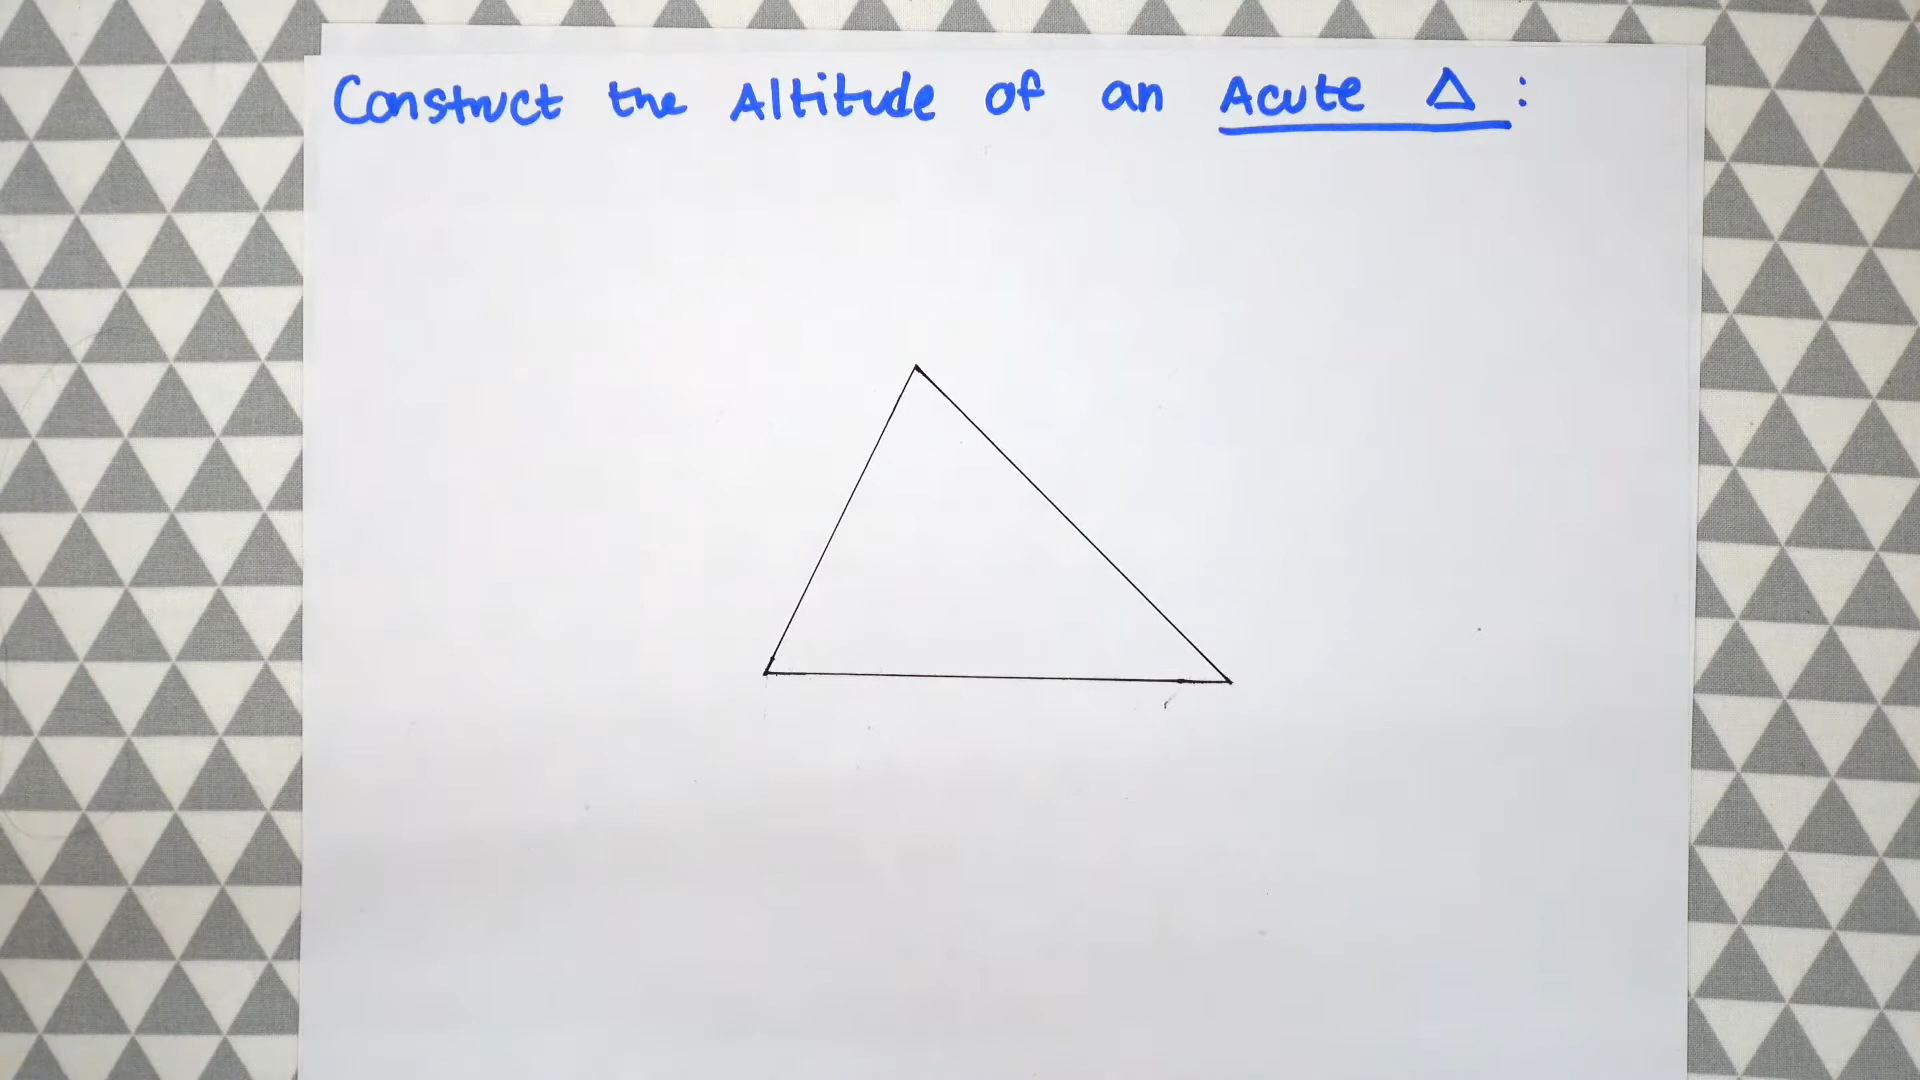 Construct the Altitude of an Acute Δ :